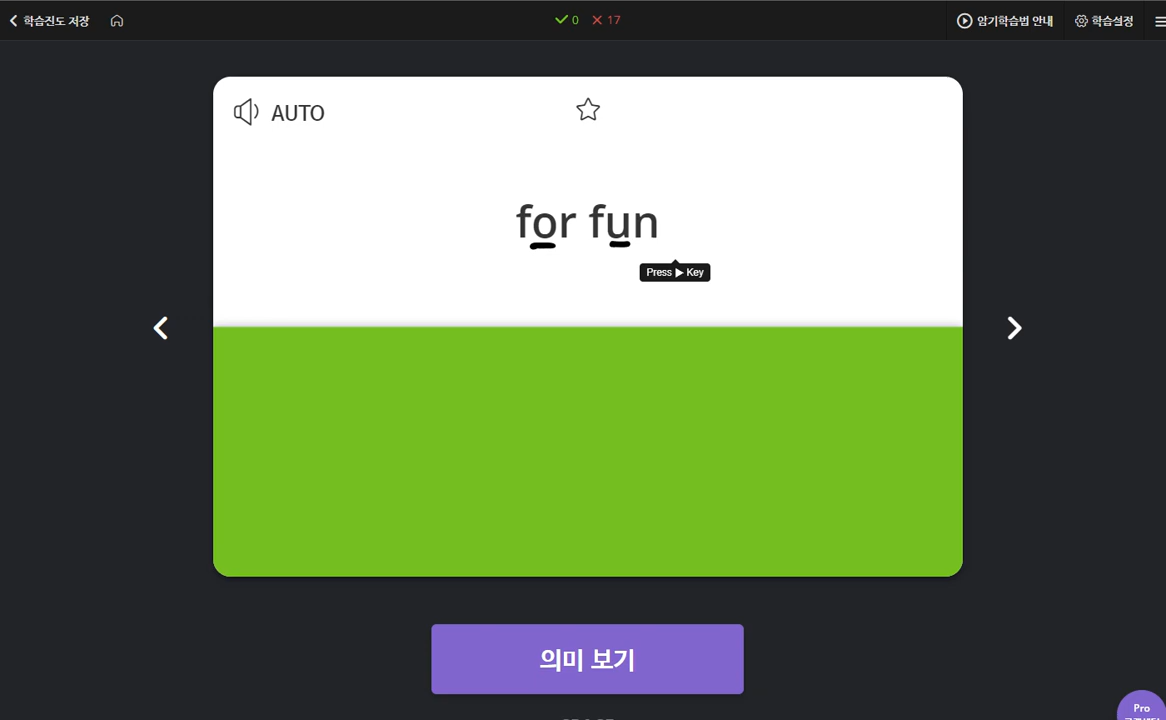 학습진도 저장
0 17
암기학습법 안내
학습설정
AUTO
for fun
Press ▶ Key
의미 보기
Pro